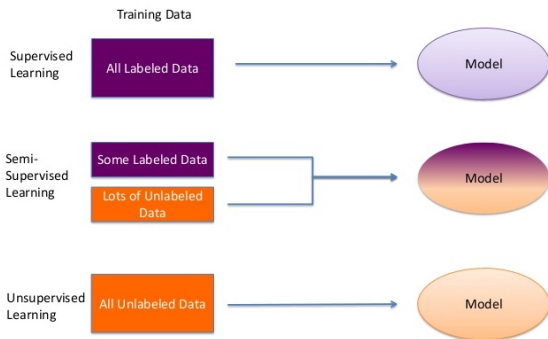 Training Data
Supervised
Learning
All Labeled Data
Model
Semi-
Supervised
Learning
Some Labeled Data
Lots of Unlabeled
Data
Model
Unsupervised
Learning
All Unlabeled Data
Model